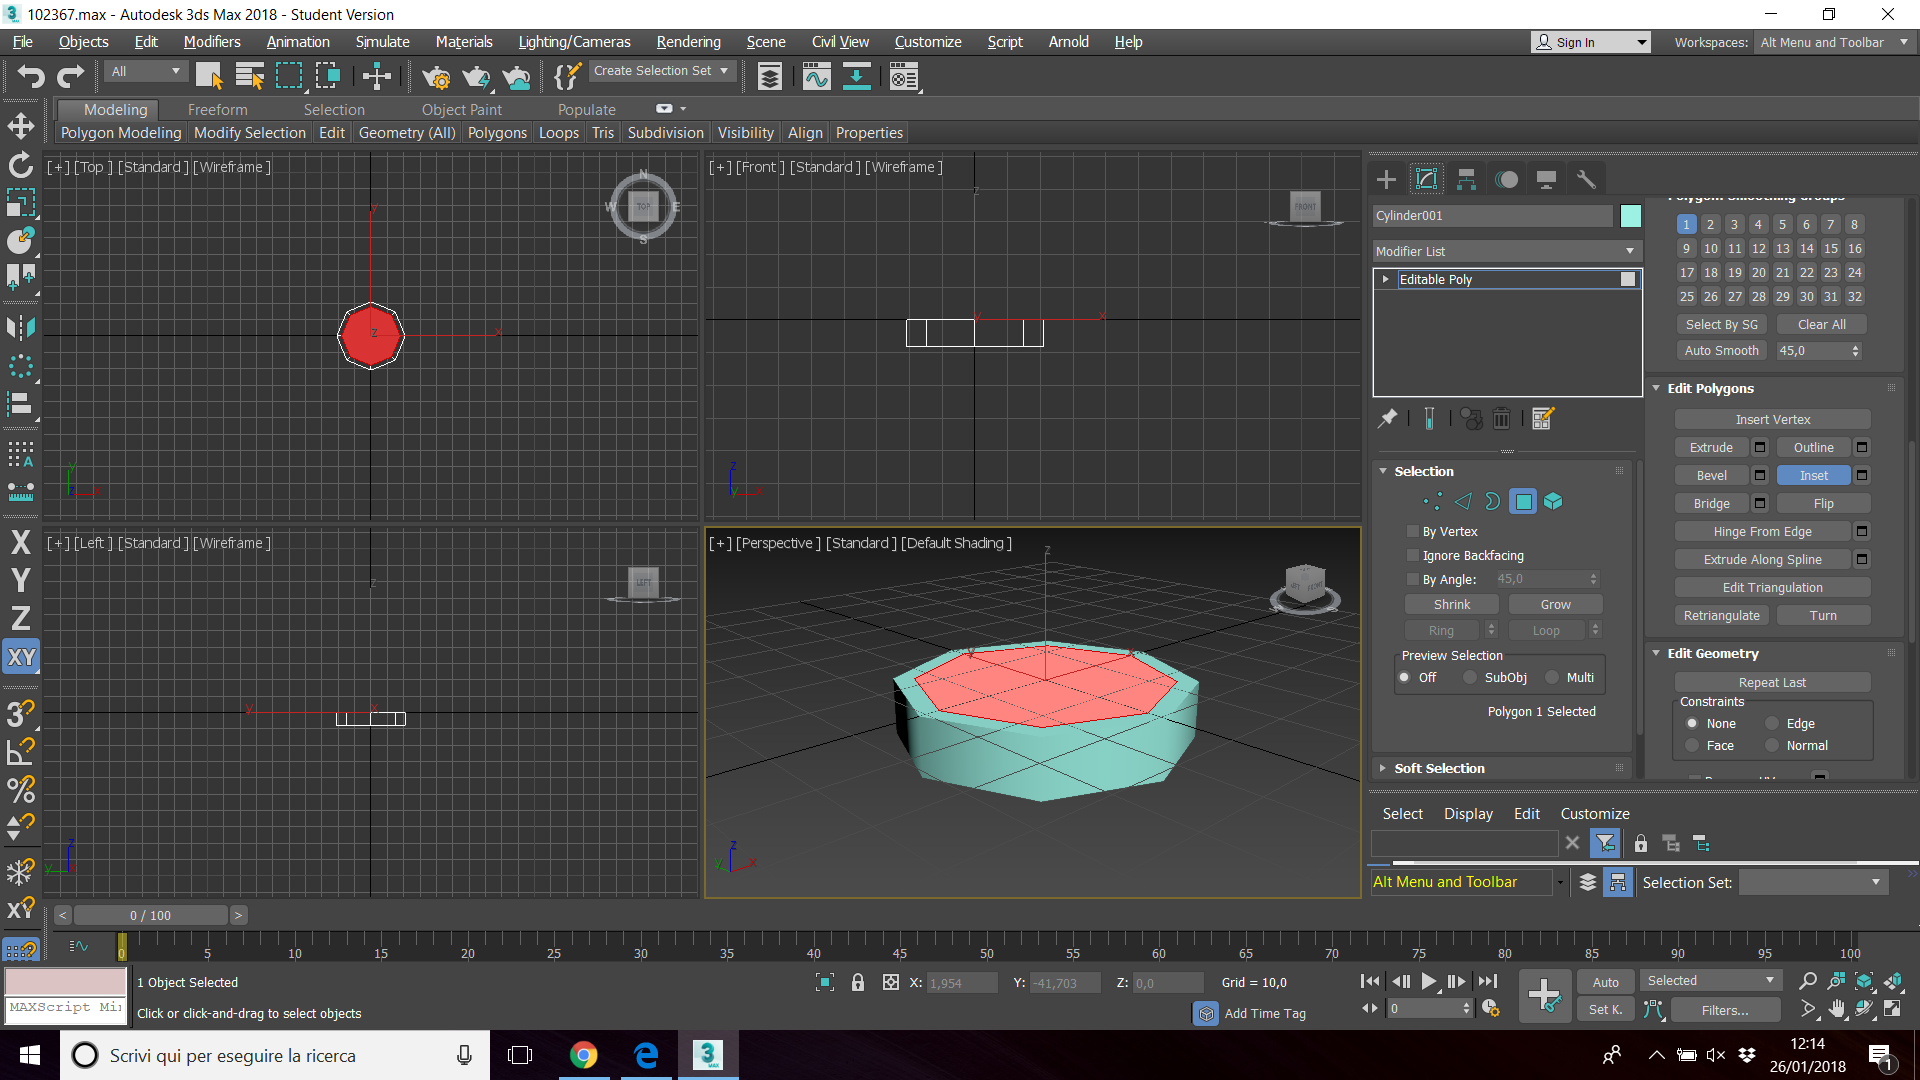 102367.max - Autodesk 3ds Max 2018 - Student Version
File Objects Edit Modifiers Animation Simulate Materials Lighting/Cameras Rendering Scene Civil View Customize Script Arnold Help
Sign In Workspaces: Alt Menu and Toolbar
All Create Selection Set
Modeling Freeform Selection Object Paint Populate
Polygon Modeling Modify Selection Edit Geometry (All) Polygons Loops Tris Subdivision Visibility Align Properties
[+] [Top ] [Standard ] [Wireframe ]
N
W TOP E
S
y
z x
y
z x
[+] [Front ] [Standard ] [Wireframe ]
z
FRONT
y x
z
y x
[+] [Left ] [Standard ] [Wireframe ]
z
LEFT
y x
z
y x
[+] [Perspective ] [Standard ] [Default Shading ]
z
y x
z
y x
X
Y
Z
XY
3
%
XY
Cylinder001
Modifier List
Editable Poly
Selection
By Vertex
Ignore Backfacing
By Angle: 45,0
Shrink Grow
Ring Loop
Preview Selection
Off SubObj Multi
Polygon 1 Selected
Soft Selection
Polygon Smoothing Groups
1 2 3 4 5 6 7 8
9 10 11 12 13 14 15 16
17 18 19 20 21 22 23 24
25 26 27 28 29 30 31 32
Select By SG Clear All
Auto Smooth 45,0
Edit Polygons
Insert Vertex
Extrude Outline
Bevel Inset
Bridge Flip
Hinge From Edge
Extrude Along Spline
Edit Triangulation
Retriangulate Turn
Edit Geometry
Repeat Last
Constraints
None Edge
Face Normal
Select Display Edit Customize
Alt Menu and Toolbar Selection Set:
< 0 / 100 >
0 5 10 15 20 25 30 35 40 45 50 55 60 65 70 75 80 85 90 95 100
1 Object Selected X: 1,954 Y: -41,703 Z: 0,0 Grid = 10,0 Auto Selected
MAXScript Mi Click or click-and-drag to select objects Add Time Tag 0 Set K. Filters...
Scrivi qui per eseguire la ricerca
3
MAX
12:14
26/01/2018
1